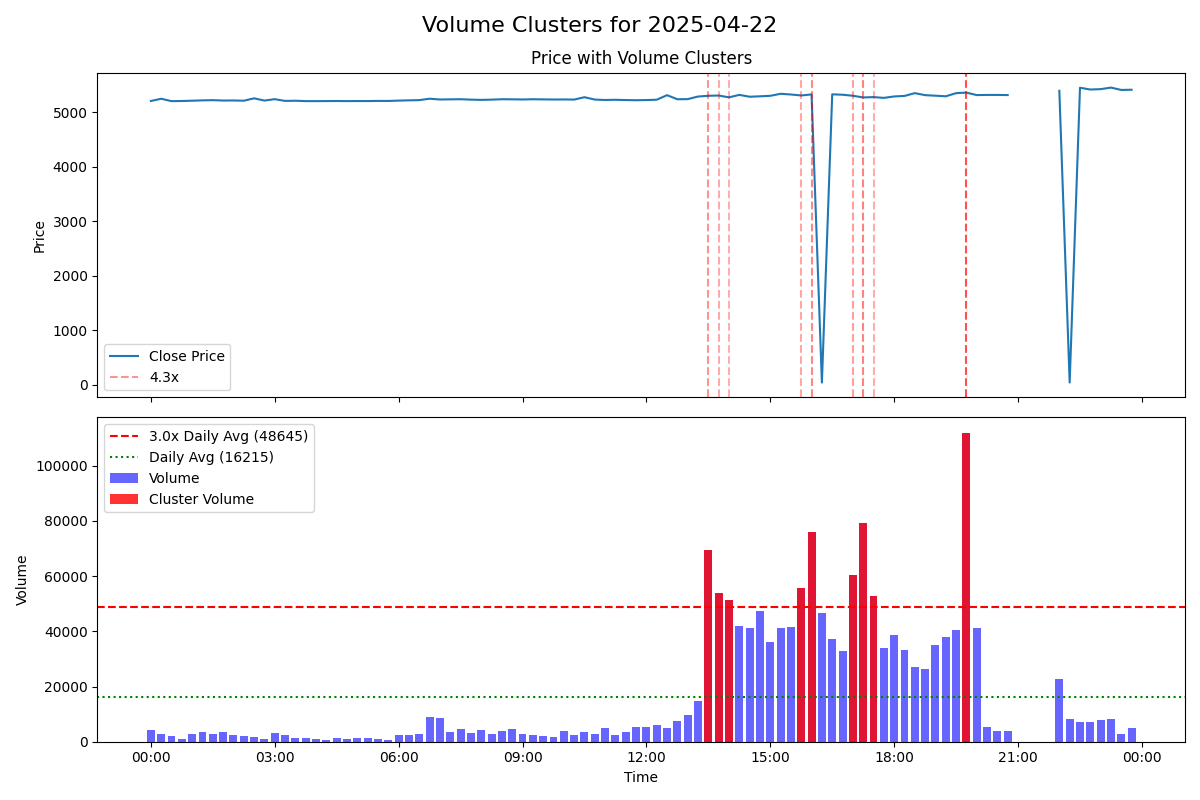 Volume Clusters for 2025-04-22
Price with Volume Clusters
Price
5000
4000
3000
2000
1000
0
Close Price
4.3x
Volume
100000
80000
60000
40000
20000
0
3.0x Daily Avg (48645)
Daily Avg (16215)
Volume
Cluster Volume
00:00 03:00 06:00 09:00 12:00 15:00 18:00 21:00 00:00
Time